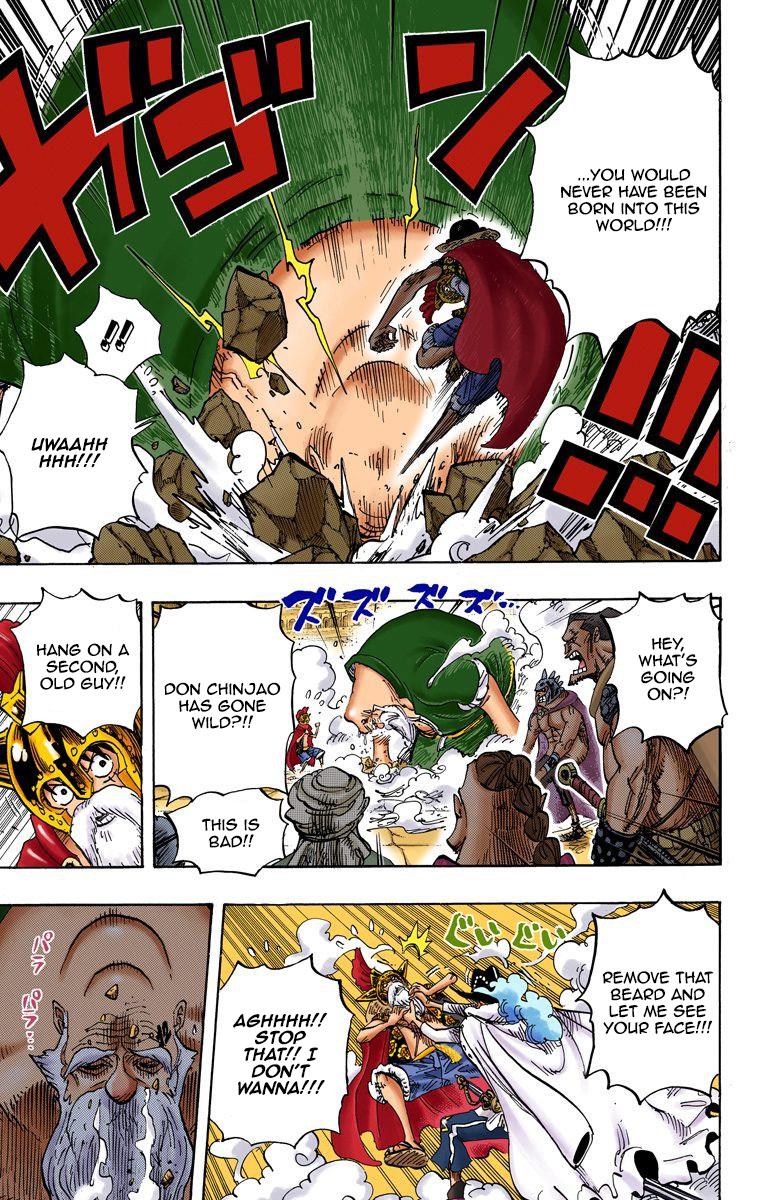 ...YOU WOULD
NEVER HAVE BEEN
BORN INTO THIS
WORLD!!!
ガゴン!!!
!!
UWAAHH
HHH!!!
HEY,
WHAT'S
GOING
ON?!
ズズズズ...
DON CHINJAO
HAS GONE
WILD?!!
THIS IS
BAD!!
HANG ON A
SECOND,
OLD GUY!!
REMOVE THAT
BEARD AND
LET ME SEE
YOUR FACE!!!
ぐいぐい
AGHHHH!!
STOP
THAT!! I
DON'T
WANNA!!!
パラ
パラ...